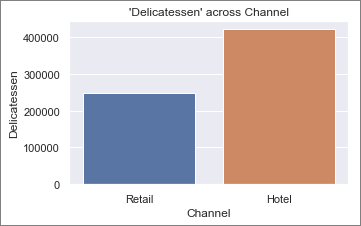 'Delicatessen' across Channel
400000
300000
200000
100000
0
Delicatessen
Retail
Hotel
Channel